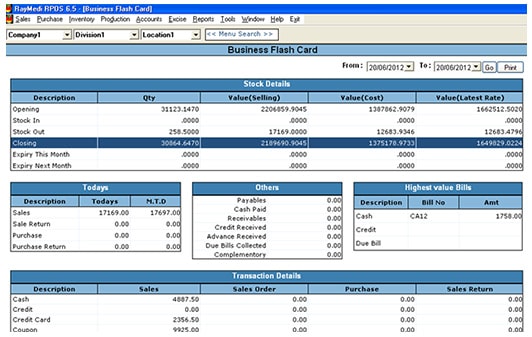 RayMedi RPOS 6.5 - [Business Flash Card]
Sales Purchase Inventory Production Accounts Excise Reports Tools Window Help Exit
Company1 Division1 Location1 << Menu Search >>
Business Flash Card
From : 20/06/2012 To : 20/06/2012 Go Print
Stock Details
Description Qty Value(Selling) Value(Cost) Value(Latest Rate)
Opening 31123.1470 2206859.9045 1387862.9079 1662512.5020
Stock In .0000 .0000 .0000 .0000
Stock Out 258.5000 17169.0000 12683.9346 12683.4796
Closing 30864.6470 2189690.9045 1375178.9733 1649829.0224
Expiry This Month .0000 .0000 .0000 .0000
Expiry Next Month .0000 .0000 .0000 .0000
Todays
Description Todays M.T.D
Sales 17169.00 17697.00
Sale Return 0.00 0.00
Purchase 0.00 0.00
Purchase Return 0.00 0.00
Others
Payables 0.00
Cash Paid 0.00
Receivables 0.00
Credit Received 0.00
Advance Received 0.00
Due Bills Collected 0.00
Complementory 0.00
Highest value Bills
Description Bill No Amt
Cash CA12 1758.00
Credit
Due Bill
Transaction Details
Description Sales Sales Order Purchase Sales Return
Cash 4887.50 0.00 0.00 0.00
Credit 0.00 0.00 0.00 0.00
Credit Card 2356.50 0.00 0.00 0.00
Coupon 9925.00 0.00 0.00 0.00